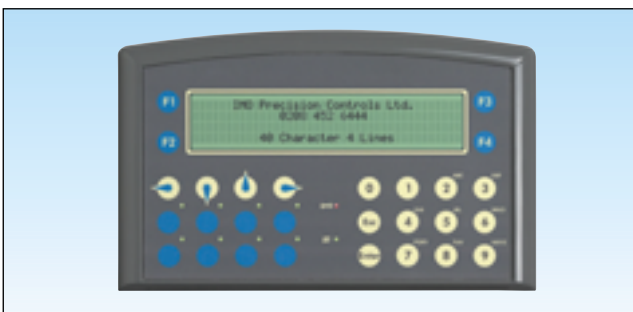 IMO Precision Controls Ltd.
0208 452 6444
40 Character 4 Lines
F1
F3
F2
F4
0
1
2
3
Esc
4
5
6
Enter
7
8
9